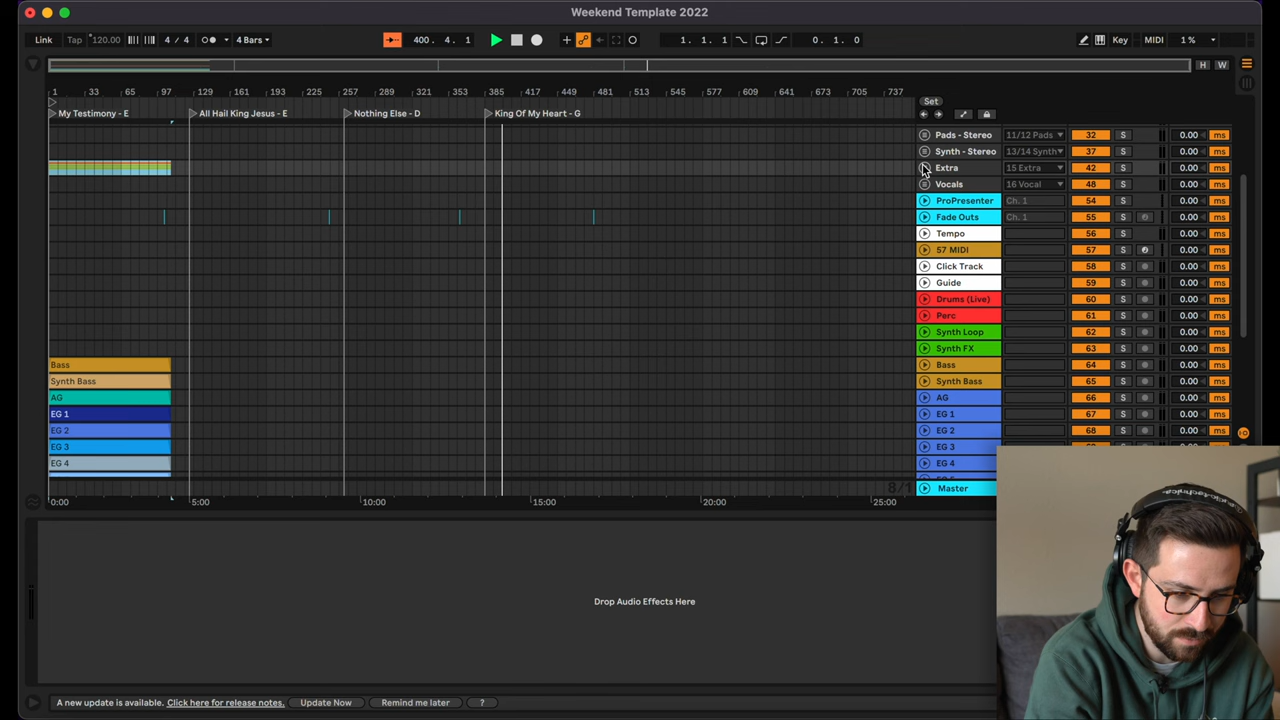 Weekend Template 2022
Link Tap 120.00 4 / 4 4 Bars 400. 4. 1 1. 1. 1 0. 1. 0 Key MIDI 1 %
H W
1 33 65 97 129 161 193 225 257 289 321 353 385 417 449 481 513 545 577 609 641 673 705 737
Set
My Testimony - E All Hail King Jesus - E Nothing Else - D King Of My Heart - G
Pads - Stereo 11/12 Pads 32 S 0.00 ms
Synth - Stereo 13/14 Synth 37 S 0.00 ms
Extra 15 Extra 42 S 0.00 ms
Vocals 16 Vocal 48 S 0.00 ms
ProPresenter Ch. 1 54 S 0.00 ms
Fade Outs Ch. 1 55 S 0.00 ms
Tempo 56 S 0.00 ms
57 MIDI 57 S 0.00 ms
Click Track 58 S 0.00 ms
Guide 59 S 0.00 ms
Drums (Live) 60 S 0.00 ms
Perc 61 S 0.00 ms
Synth Loop 62 S 0.00 ms
Synth FX 63 S 0.00 ms
Bass Bass 64 S 0.00 ms
Synth Bass Synth Bass 65 S 0.00 ms
AG AG 66 S 0.00 ms
EG 1 EG 1 67 S 0.00 ms
EG 2 EG 2 68 S 0.00 ms
EG 3 EG 3
EG 4 EG 4
Master
0:00 5:00 10:00 15:00 20:00 25:00
Drop Audio Effects Here
audio-technica
A new update is available. Click here for release notes. Update Now Remind me later ?